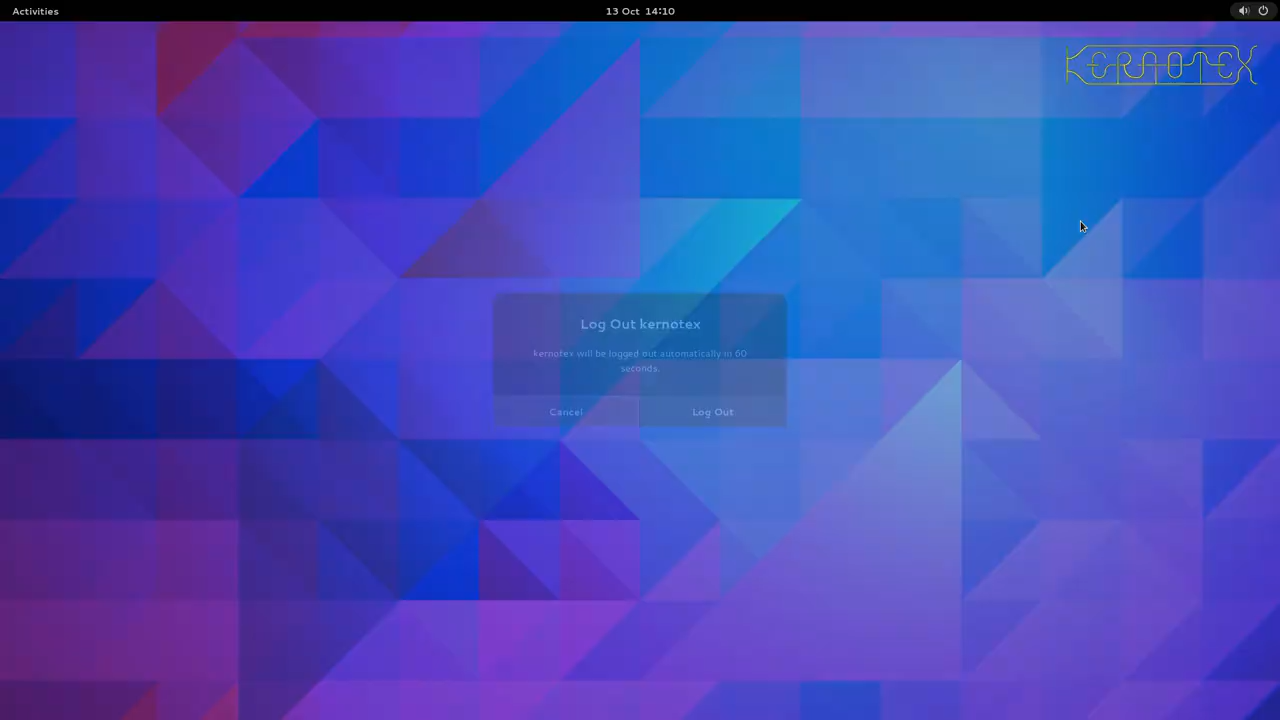 Activities
13 Oct 14:10
KERNOTEX
Log Out kernotex
kernotex will be logged out automatically in 60
seconds.
Cancel
Log Out